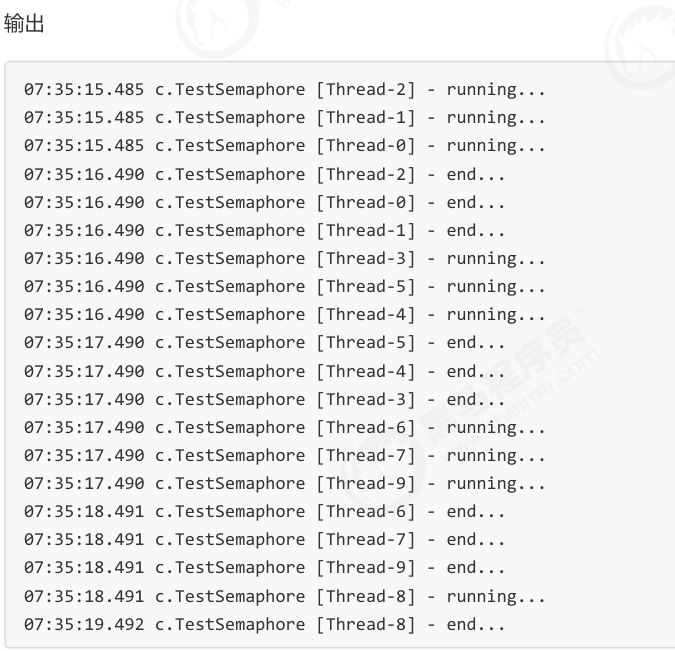 输出
07:35:15.485 c.TestSemaphore [Thread-2] - running...
07:35:15.485 c.TestSemaphore [Thread-1] - running...
07:35:15.485 c.TestSemaphore [Thread-0] - running...
07:35:16.490 c.TestSemaphore [Thread-2] - end...
07:35:16.490 c.TestSemaphore [Thread-0] - end...
07:35:16.490 c.TestSemaphore [Thread-1] - end...
07:35:16.490 c.TestSemaphore [Thread-3] - running...
07:35:16.490 c.TestSemaphore [Thread-5] - running...
07:35:16.490 c.TestSemaphore [Thread-4] - running...
07:35:17.490 c.TestSemaphore [Thread-5] - end...
07:35:17.490 c.TestSemaphore [Thread-4] - end...
07:35:17.490 c.TestSemaphore [Thread-3] - end...
07:35:17.490 c.TestSemaphore [Thread-6] - running...
07:35:17.490 c.TestSemaphore [Thread-7] - running...
07:35:17.490 c.TestSemaphore [Thread-9] - running...
07:35:18.491 c.TestSemaphore [Thread-6] - end...
07:35:18.491 c.TestSemaphore [Thread-7] - end...
07:35:18.491 c.TestSemaphore [Thread-9] - end...
07:35:18.491 c.TestSemaphore [Thread-8] - running...
07:35:19.492 c.TestSemaphore [Thread-8] - end...
黑马程序员
www.itheima.com